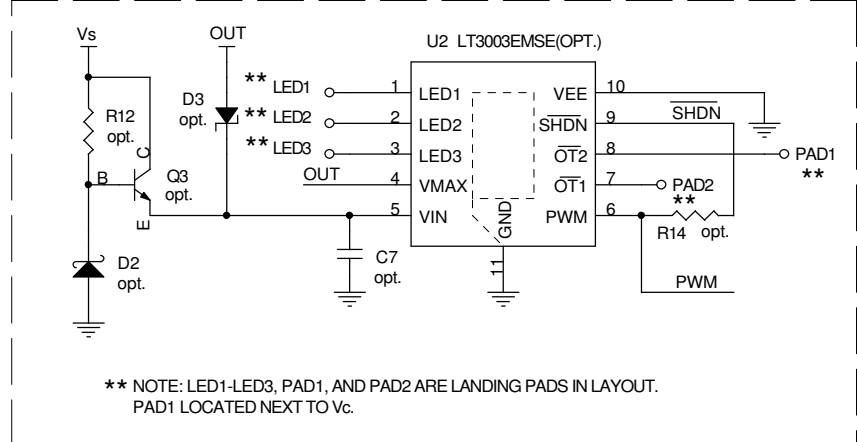 Vs
OUT
U2 LT3003EMSE(OPT.)
** LED1
1
LED1
VEE
10
R12
opt.
D3
opt.
** LED2
2
LED2
SHDN
9
SHDN
C
** LED3
3
LED3
OT2
8
PAD1
**
B
Q3
opt.
OUT
4
VMAX
OT1
7
PAD2
**
E
5
VIN
GND
PWM
6
R14 opt.
D2
opt.
C7
opt.
11
PWM
** NOTE: LED1-LED3, PAD1, AND PAD2 ARE LANDING PADS IN LAYOUT.
PAD1 LOCATED NEXT TO Vc.